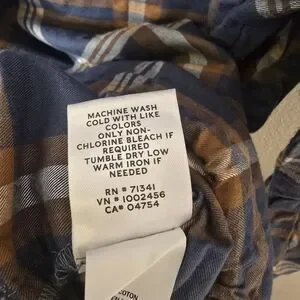 MACHINE WASH
COLD WITH LIKE
COLORS
ONLY NON-
CHLORINE BLEACH IF
REQUIRED
TUMBLE DRY LOW
WARM IRON IF
NEEDED
RN # 71341
VN # 1002456
CA# 04754
COTTON